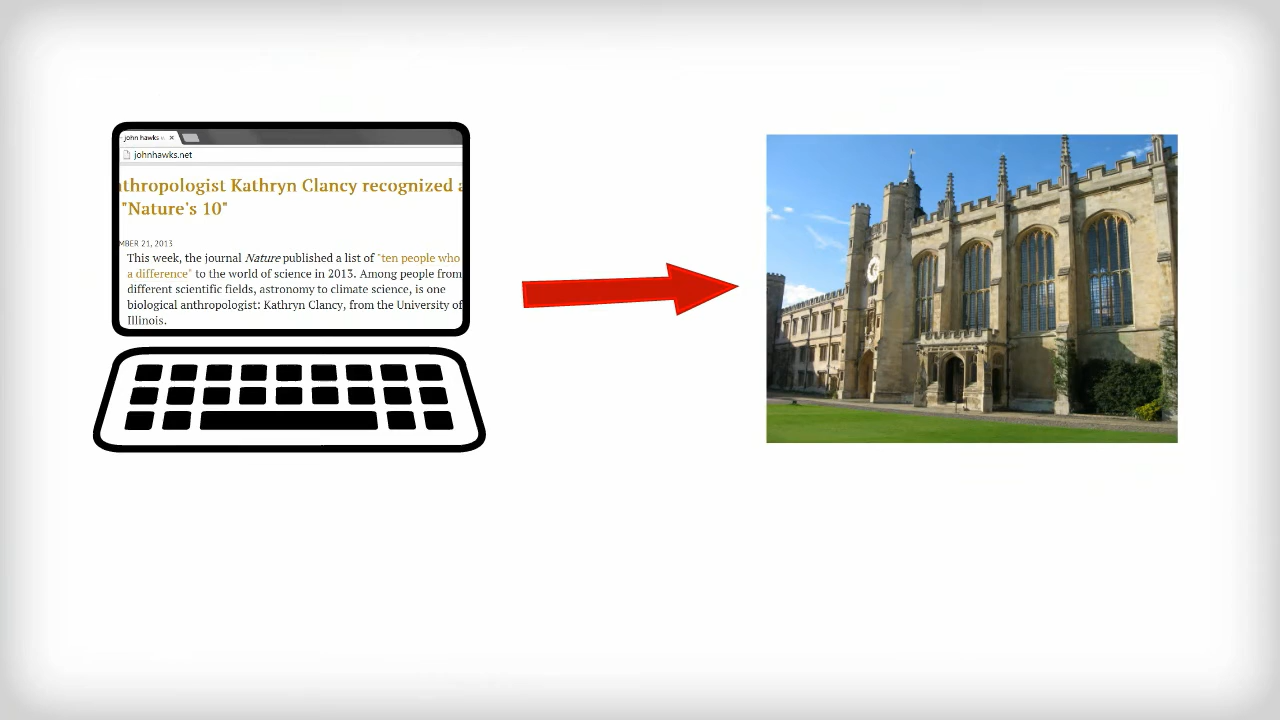 john hawks w
johnhawks.net
thropologist Kathryn Clancy recognized a
"Nature's 10"
MBER 21, 2013
This week, the journal Nature published a list of "ten people who
a difference" to the world of science in 2013. Among people from
different scientific fields, astronomy to climate science, is one
biological anthropologist: Kathryn Clancy, from the University of
Illinois.